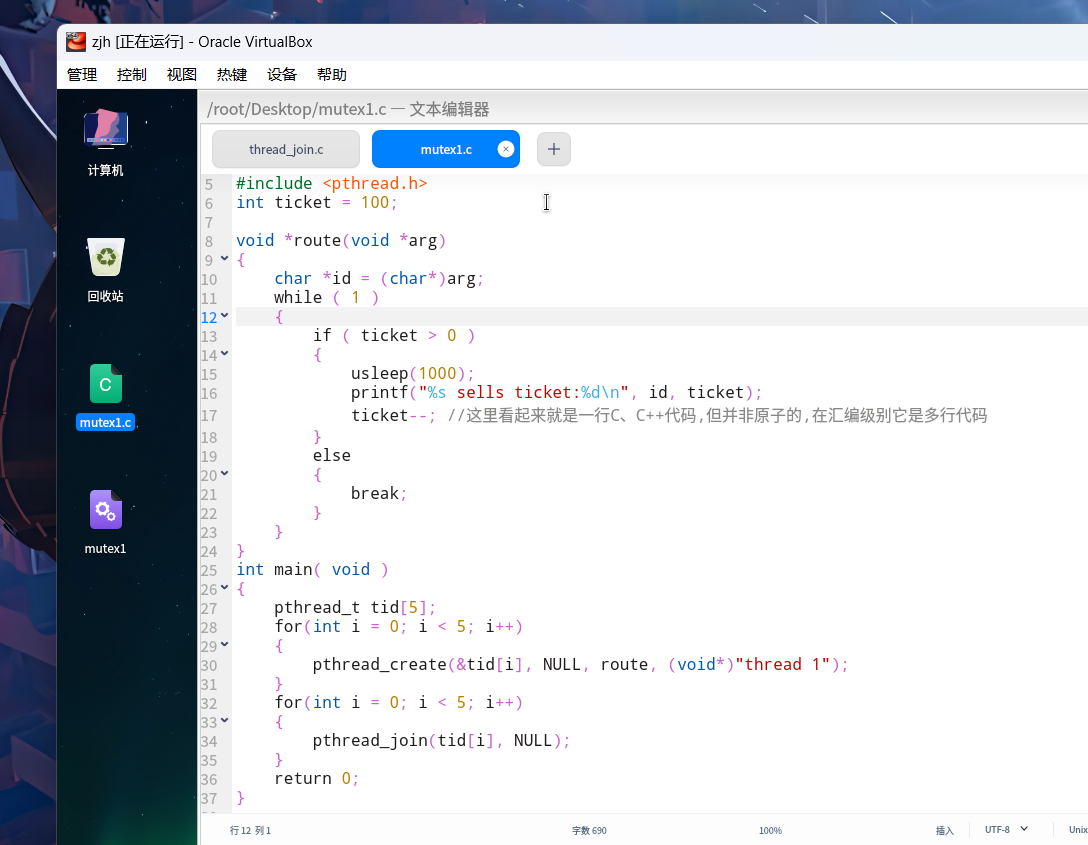 zjh [正在运行] - Oracle VirtualBox
管理 控制 视图 热键 设备 帮助
计算机
回收站
C
mutex1.c
mutex1
/root/Desktop/mutex1.c — 文本编辑器
thread_join.c mutex1.c × +
5 #include <pthread.h>
6 int ticket = 100;
7
8 void *route(void *arg)
9 {
10     char *id = (char*)arg;
11     while ( 1 )
12     {
13         if ( ticket > 0 )
14         {
15             usleep(1000);
16             printf("%s sells ticket:%d\n", id, ticket);
17             ticket--; //这里看起来就是一行C、C++代码,但并非原子的,在汇编级别它是多行代码
18         }
19         else
20         {
21             break;
22         }
23     }
24 }
25 int main( void )
26 {
27     pthread_t tid[5];
28     for(int i = 0; i < 5; i++)
29     {
30         pthread_create(&tid[i], NULL, route, (void*)"thread 1");
31     }
32     for(int i = 0; i < 5; i++)
33     {
34         pthread_join(tid[i], NULL);
35     }
36     return 0;
37 }
行 12 列 1 字数 690 100% 插入 UTF-8 Unix